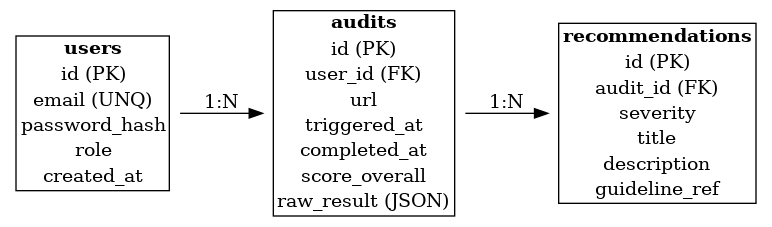 users
id (PK)
email (UNQ)
password_hash
role
created_at
1:N
audits
id (PK)
user_id (FK)
url
triggered_at
completed_at
score_overall
raw_result (JSON)
1:N
recommendations
id (PK)
audit_id (FK)
severity
title
description
guideline_ref